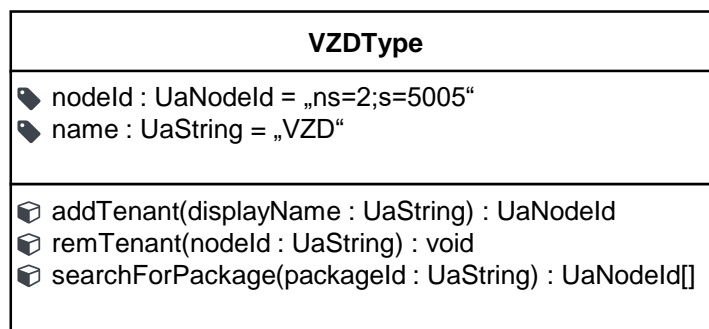 VZDType
nodeId : UaNodeId = „ns=2;s=5005“
name : UaString = „VZD“
addTenant(displayName : UaString) : UaNodeId
remTenant(nodeId : UaString) : void
searchForPackage(packageId : UaString) : UaNodeId[]